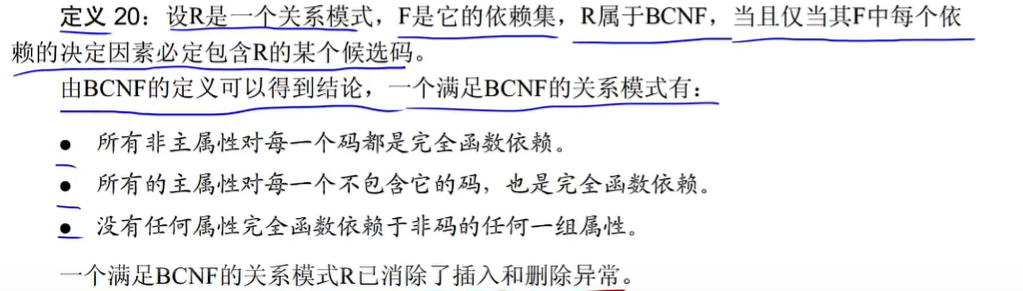 定义 20：设R是一个关系模式，F是它的依赖集，R属于BCNF，当且仅当其F中每个依
赖的决定因素必定包含R的某个候选码。
由BCNF的定义可以得到结论，一个满足BCNF的关系模式有：
● 所有非主属性对每一个码都是完全函数依赖。
● 所有的主属性对每一个不包含它的码，也是完全函数依赖。
● 没有任何属性完全函数依赖于非码的任何一组属性。
一个满足BCNF的关系模式R已消除了插入和删除异常。